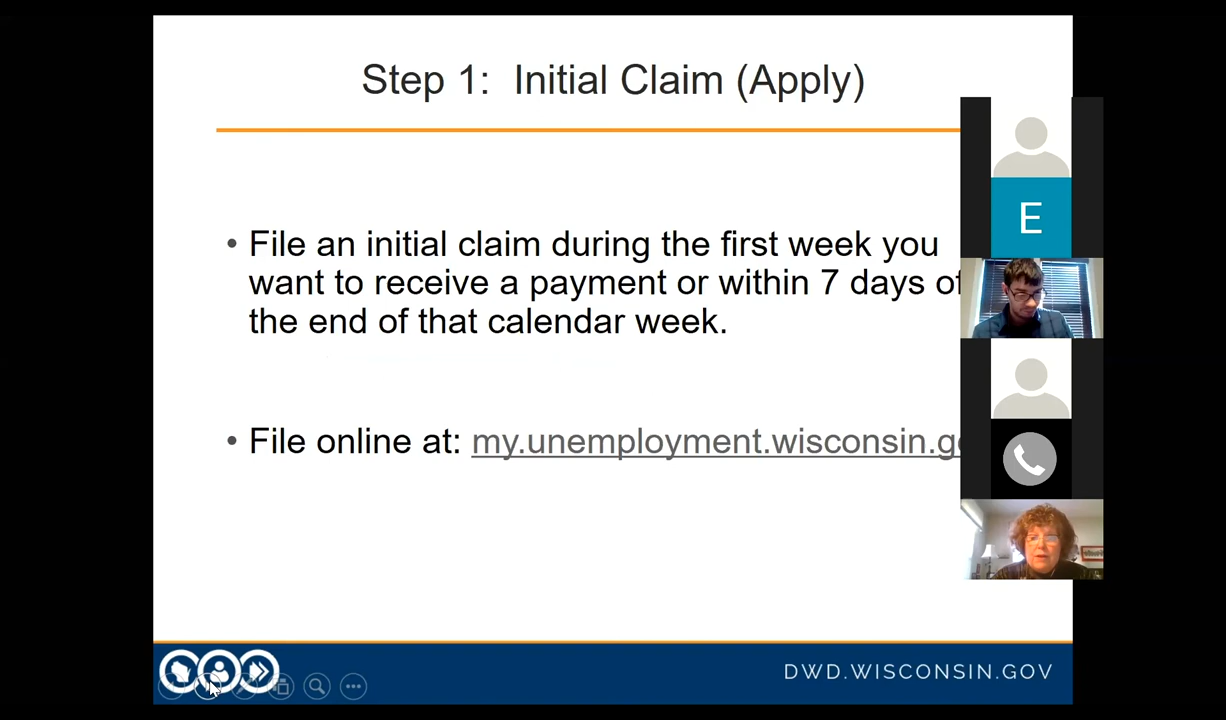 Step 1: Initial Claim (Apply)
• File an initial claim during the first week you
want to receive a payment or within 7 days of
the end of that calendar week.
• File online at: my.unemployment.wisconsin.g
E
DWD.WISCONSIN.GOV